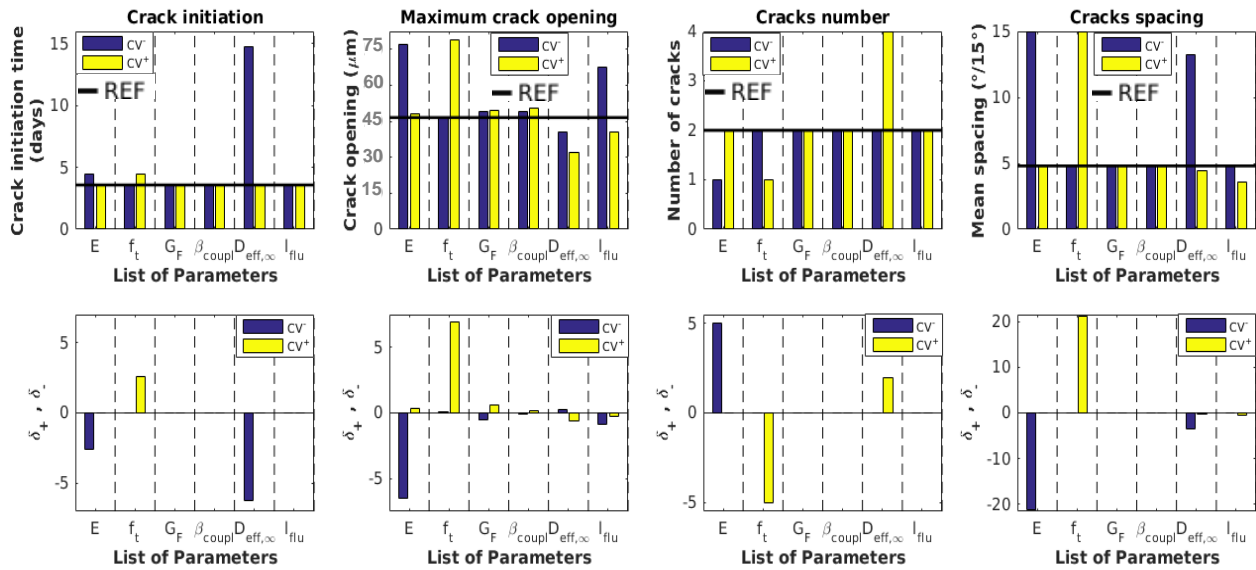 Crack initiation
Crack initiation time
(days)
15
10
5
0
CV⁻
CV⁺
REF
E f_t G_F β_coupl D_eff,∞ l_flu
List of Parameters
Maximum crack opening
Crack opening (μm)
75
60
45
30
15
0
CV⁻
CV⁺
REF
E f_t G_F β_coupl D_eff,∞ l_flu
List of Parameters
Cracks number
Number of cracks
4
3
2
1
0
CV⁻
CV⁺
REF
E f_t G_F β_coupl D_eff,∞ l_flu
List of Parameters
Cracks spacing
Mean spacing (°/15°)
15
10
5
0
CV⁻
CV⁺
REF
E f_t G_F β_coupl D_eff,∞ l_flu
List of Parameters
δ₊ , δ₋
5
0
-5
CV⁻
CV⁺
E f_t G_F β_coupl D_eff,∞ l_flu
List of Parameters
δ₊ , δ₋
5
0
-5
CV⁻
CV⁺
E f_t G_F β_coupl D_eff,∞ l_flu
List of Parameters
δ₊ , δ₋
5
0
-5
CV⁻
CV⁺
E f_t G_F β_coupl D_eff,∞ l_flu
List of Parameters
δ₊ , δ₋
20
10
0
-10
-20
CV⁻
CV⁺
E f_t G_F β_coupl D_eff,∞ l_flu
List of Parameters